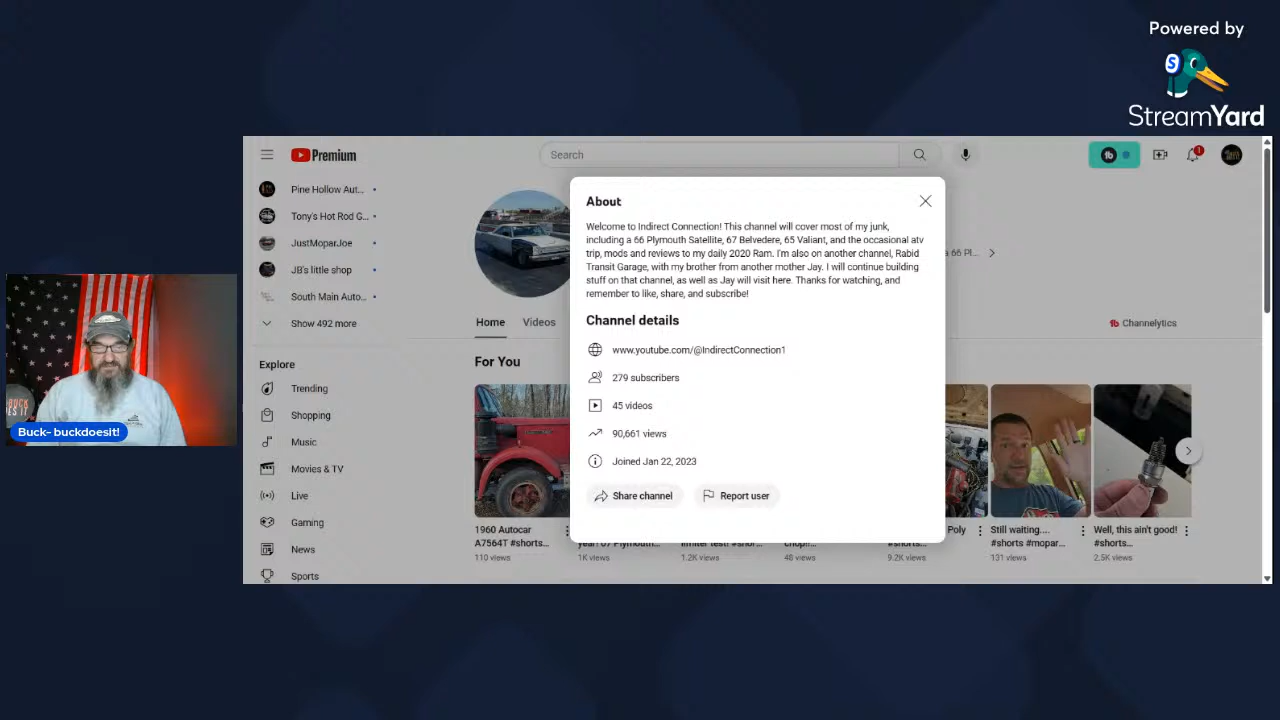 Powered by
StreamYard
Premium
Search
1
Pine Hollow Aut...
Tony's Hot Rod G...
JustMoparJoe
JB's little shop
South Main Auto...
Show 492 more
Explore
Trending
Shopping
Music
Movies & TV
Live
Gaming
News
Sports
Home
Videos
For You
a 66 Pl...
Channelytics
About
Welcome to Indirect Connection! This channel will cover most of my junk,
including a 66 Plymouth Satellite, 67 Belvedere, 65 Valiant, and the occasional atv
trip, mods and reviews to my daily 2020 Ram. I'm also on another channel, Rabid
Transit Garage, with my brother from another mother Jay. I will continue building
stuff on that channel, as well as Jay will visit here. Thanks for watching, and
remember to like, share, and subscribe!
Channel details
www.youtube.com/@IndirectConnection1
279 subscribers
45 videos
90,661 views
Joined Jan 22, 2023
Share channel
Report user
1960 Autocar
A7564T #shorts...
110 views
1K views
1.2K views
48 views
Poly
9.2K views
Still waiting....
#shorts #mopar...
131 views
Well, this ain't good!
#shorts...
2.5K views
Buck- buckdoesit!